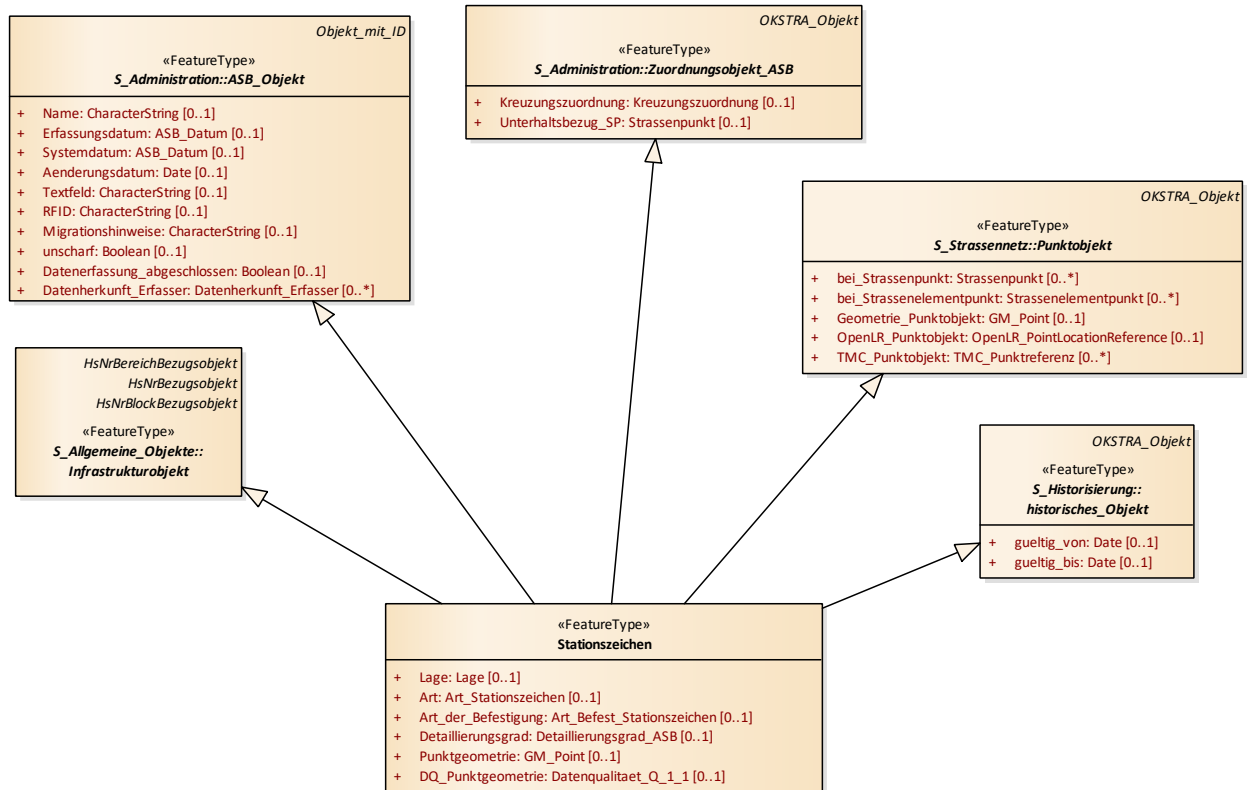 Objekt_mit_ID
«FeatureType»
S_Administration::ASB_Objekt
+ Name: CharacterString [0..1]
+ Erfassungsdatum: ASB_Datum [0..1]
+ Systemdatum: ASB_Datum [0..1]
+ Aenderungsdatum: Date [0..1]
+ Textfeld: CharacterString [0..1]
+ RFID: CharacterString [0..1]
+ Migrationshinweise: CharacterString [0..1]
+ unscharf: Boolean [0..1]
+ Datenerfassung_abgeschlossen: Boolean [0..1]
+ Datenherkunft_Erfasser: Datenherkunft_Erfasser [0..*]
OKSTRA_Objekt
«FeatureType»
S_Administration::Zuordnungsobjekt_ASB
+ Kreuzungszuordnung: Kreuzungszuordnung [0..1]
+ Unterhaltsbezug_SP: Strassenpunkt [0..1]
OKSTRA_Objekt
«FeatureType»
S_Strassennetz::Punktobjekt
+ bei_Strassenpunkt: Strassenpunkt [0..*]
+ bei_Strassenelementpunkt: Strassenelementpunkt [0..*]
+ Geometrie_Punktobjekt: GM_Point [0..1]
+ OpenLR_Punktobjekt: OpenLR_PointLocationReference [0..1]
+ TMC_Punktobjekt: TMC_Punktreferenz [0..*]
HsNrBereichBezugsobjekt
HsNrBezugsobjekt
HsNrBlockBezugsobjekt
«FeatureType»
S_Allgemeine_Objekte::
Infrastrukturobjekt
OKSTRA_Objekt
«FeatureType»
S_Historisierung::
historisches_Objekt
+ gueltig_von: Date [0..1]
+ gueltig_bis: Date [0..1]
«FeatureType»
Stationszeichen
+ Lage: Lage [0..1]
+ Art: Art_Stationszeichen [0..1]
+ Art_der_Befestigung: Art_Befest_Stationszeichen [0..1]
+ Detaillierungsgrad: Detaillierungsgrad_ASB [0..1]
+ Punktgeometrie: GM_Point [0..1]
+ DQ_Punktgeometrie: Datenqualitaet_Q_1_1 [0..1]